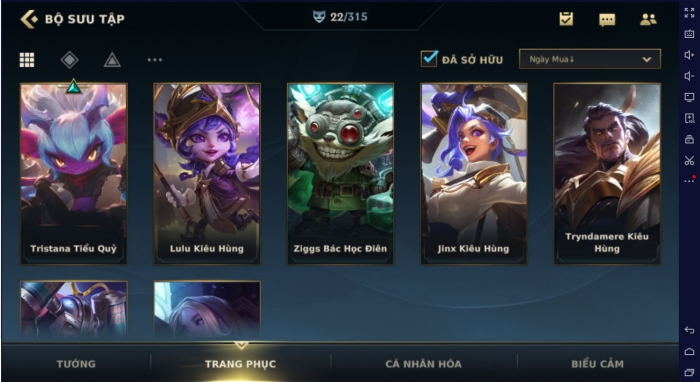 BỘ SƯU TẬP
22/315
ĐÃ SỞ HỮU
Ngày Mua↓
Tristana Tiểu Quỷ
Lulu Kiêu Hùng
Ziggs Bác Học Điên
Jinx Kiêu Hùng
Tryndamere Kiêu
Hùng
TƯỚNG
TRANG PHỤC
CÁ NHÂN HÓA
BIỂU CẢM